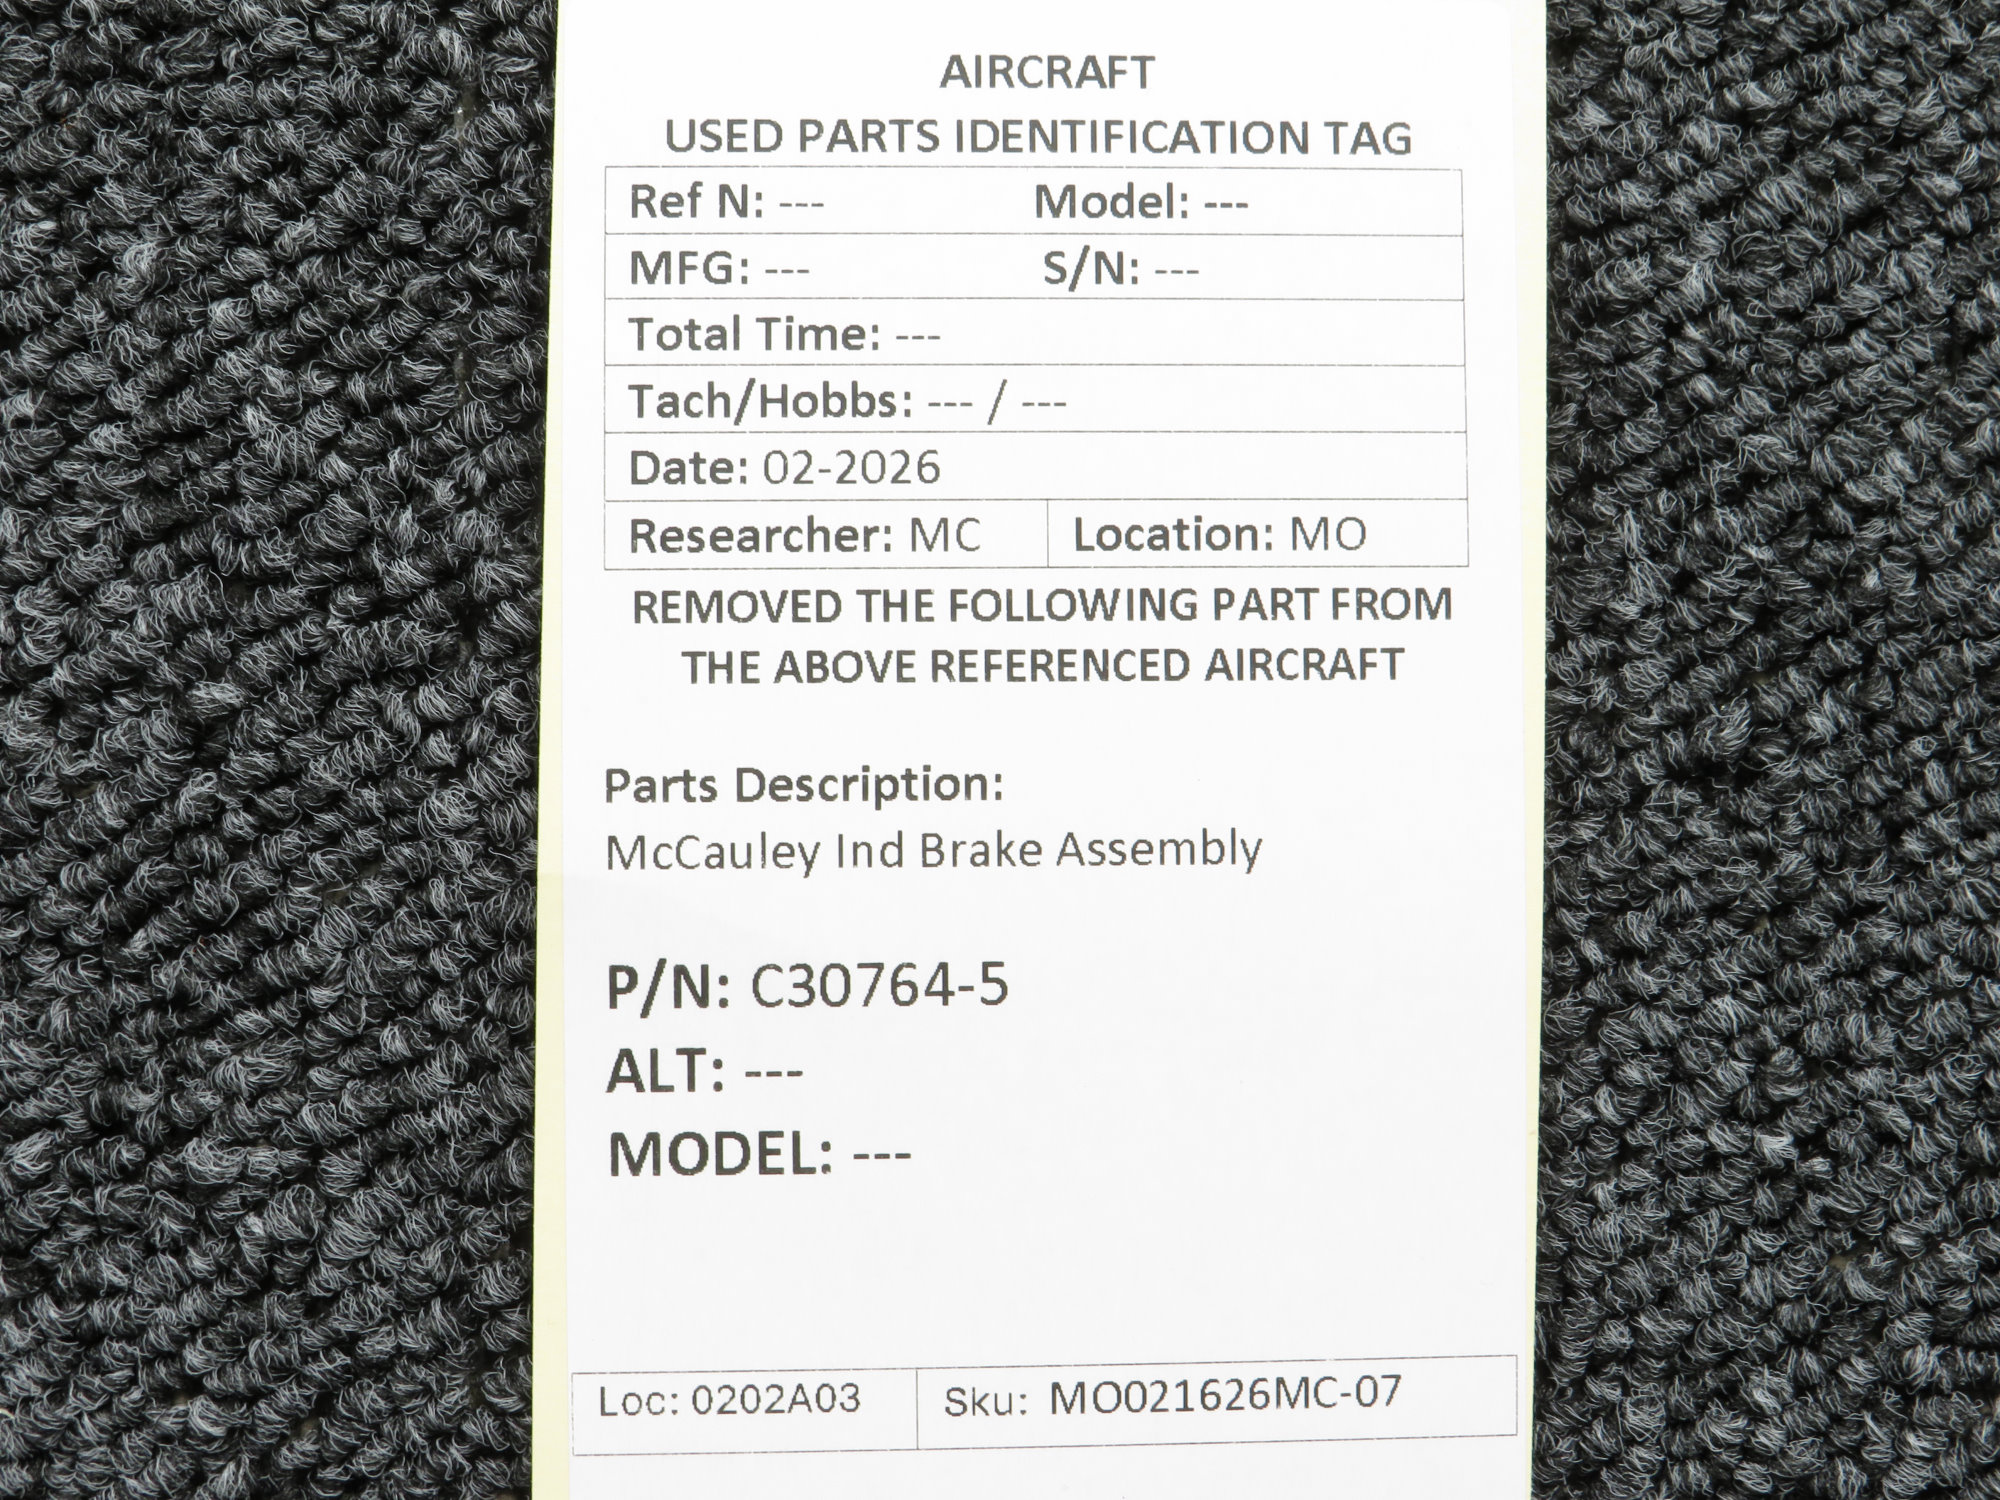 AIRCRAFT
USED PARTS IDENTIFICATION TAG
Ref N: --- Model: ---
MFG: --- S/N: ---
Total Time: ---
Tach/Hobbs: --- / ---
Date: 02-2026
Researcher: MC Location: MO
REMOVED THE FOLLOWING PART FROM
THE ABOVE REFERENCED AIRCRAFT
Parts Description:
McCauley Ind Brake Assembly
P/N: C30764-5
ALT: ---
MODEL: ---
Loc: 0202A03 Sku: MO021626MC-07